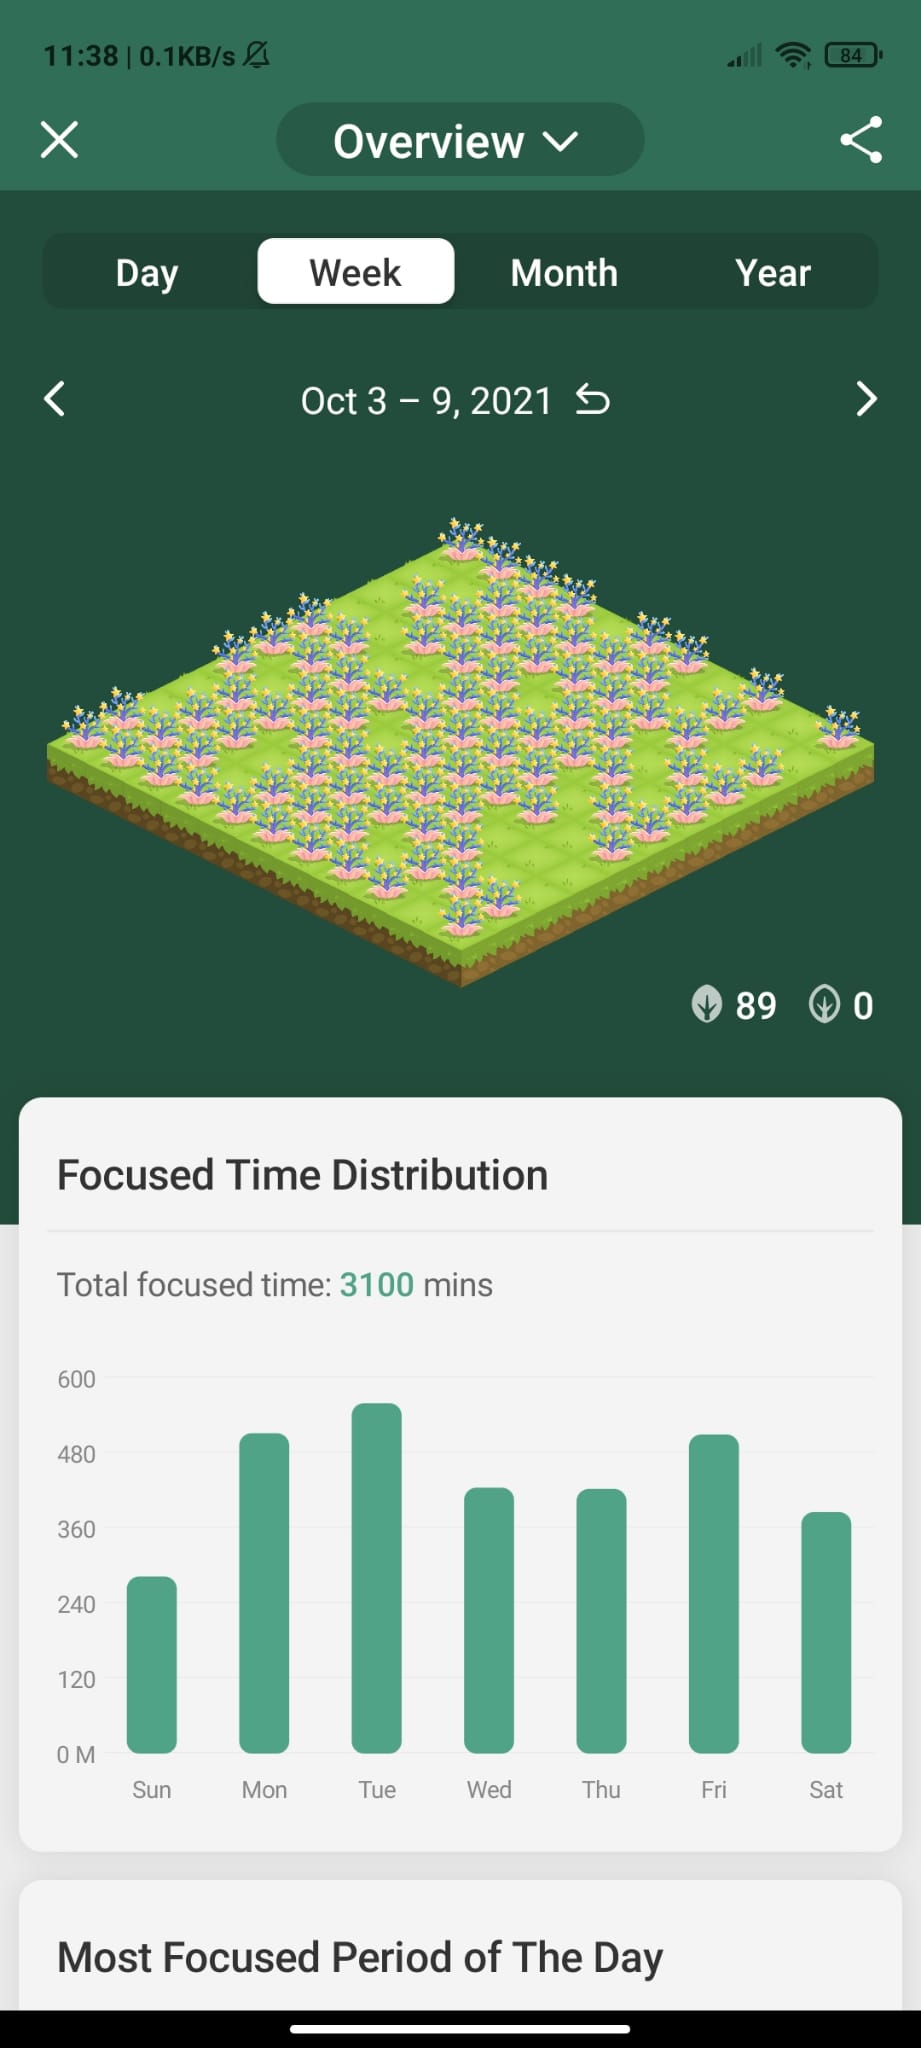 11:38 | 0.1KB/s 84
Overview
Day Week Month Year
Oct 3 – 9, 2021
89 0
Focused Time Distribution
Total focused time: 3100 mins
600
480
360
240
120
0 M
Sun Mon Tue Wed Thu Fri Sat
Most Focused Period of The Day